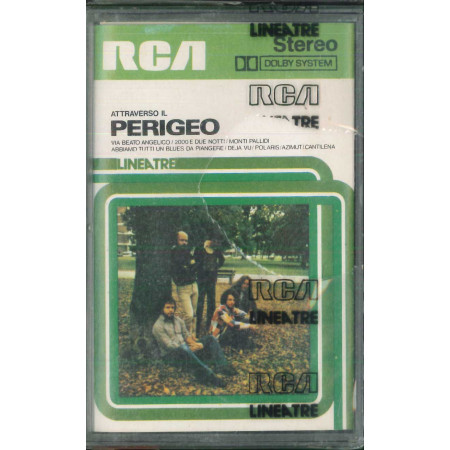 LINEATRE
RCA
Stereo
DOLBY SYSTEM
RCA
ATTRAVERSO IL
PERIGEO
LINEATRE
VIA BEATO ANGELICO / 2000 E DUE NOTTI / MONTI PALLIDI
ABBIAMO TUTTI UN BLUES DA PIANGERE / DEJA VU / POLARIS / AZIMUT / CANTILENA
LINEATRE
RCA
LINEATRE
RCA
LINEATRE